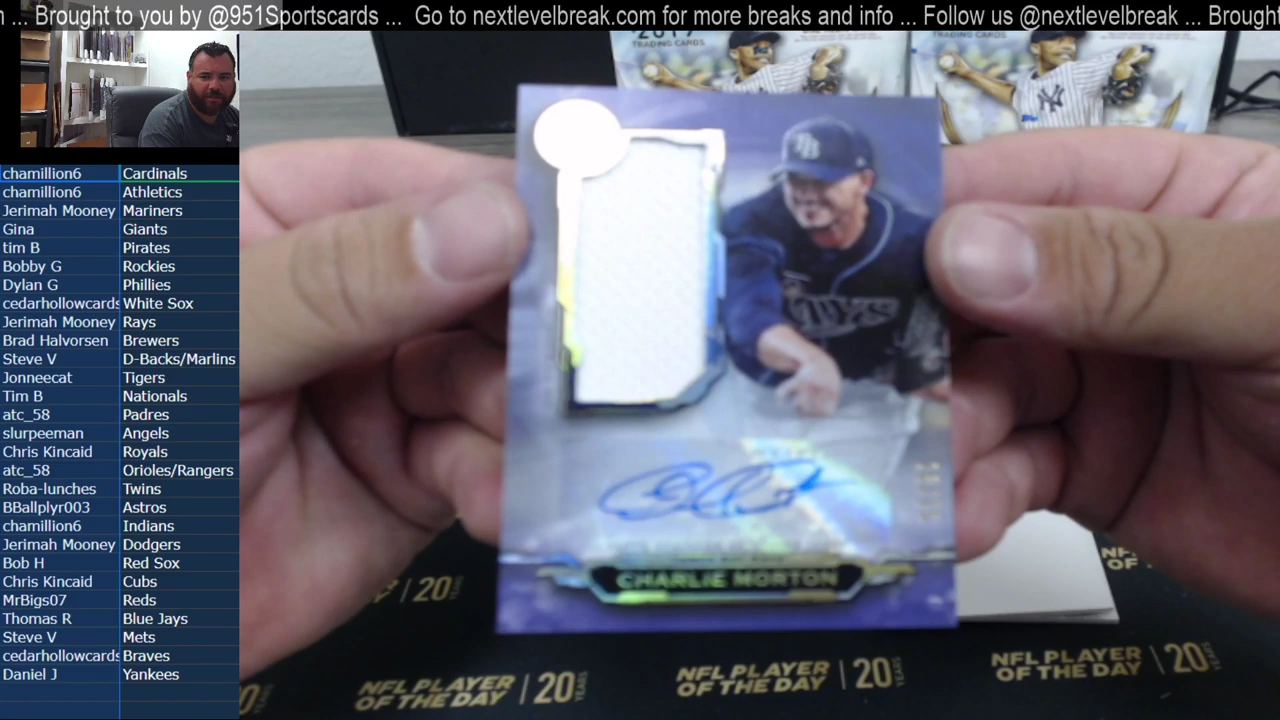 ... Brought to you by @951Sportscards ... Go to nextlevelbreak.com for more breaks and info ... Follow us @nextlevelbreak ... Brought
2019
TRADING CARDS
TRADING CARDS
NY
TB
RAYS
chamillion6 Cardinals
chamillion6 Athletics
Jerimah Mooney Mariners
Gina Giants
tim B Pirates
Bobby G Rockies
Dylan G Phillies
cedarhollowcards White Sox
Jerimah Mooney Rays
Brad Halvorsen Brewers
Steve V D-Backs/Marlins
Jonneecat Tigers
Tim B Nationals
atc_58 Padres
slurpeeman Angels
Chris Kincaid Royals
atc_58 Orioles/Rangers
Roba-lunches Twins
BBallplyr003 Astros
chamillion6 Indians
Jerimah Mooney Dodgers
Bob H Red Sox
Chris Kincaid Cubs
MrBigs07 Reds
Thomas R Blue Jays
Steve V Mets
cedarhollowcards Braves
Daniel J Yankees
CHARLIE MORTON
20 YEARS
NFL PLAYER OF THE DAY 20 YEARS
NFL PLAYER OF THE DAY 20 YEARS
NFL PLAYER OF THE DAY 20 YEARS